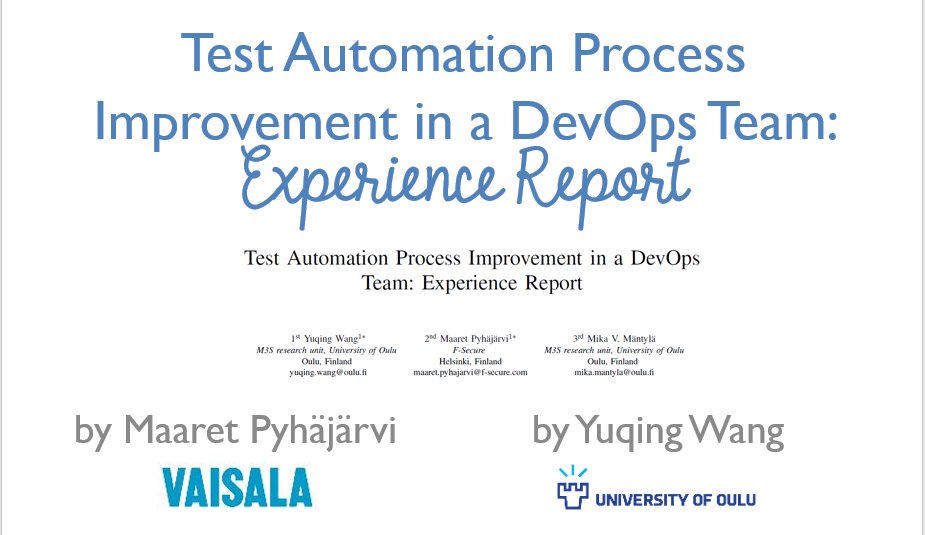 Test Automation Process
Improvement in a DevOps Team:
Experience Report
Test Automation Process Improvement in a DevOps
Team: Experience Report
1st Yuqing Wang1* 2nd Maaret Pyhäjärvi1* 3rd Mika V. Mäntylä
M3S research unit, University of Oulu F-Secure M3S research unit, University of Oulu
Oulu, Finland Helsinki, Finland Oulu, Finland
yuqing.wang@oulu.fi maaret.pyhajarvi@f-secure.com mika.mantyla@oulu.fi
by Maaret Pyhäjärvi by Yuqing Wang
VAISALA UNIVERSITY OF OULU